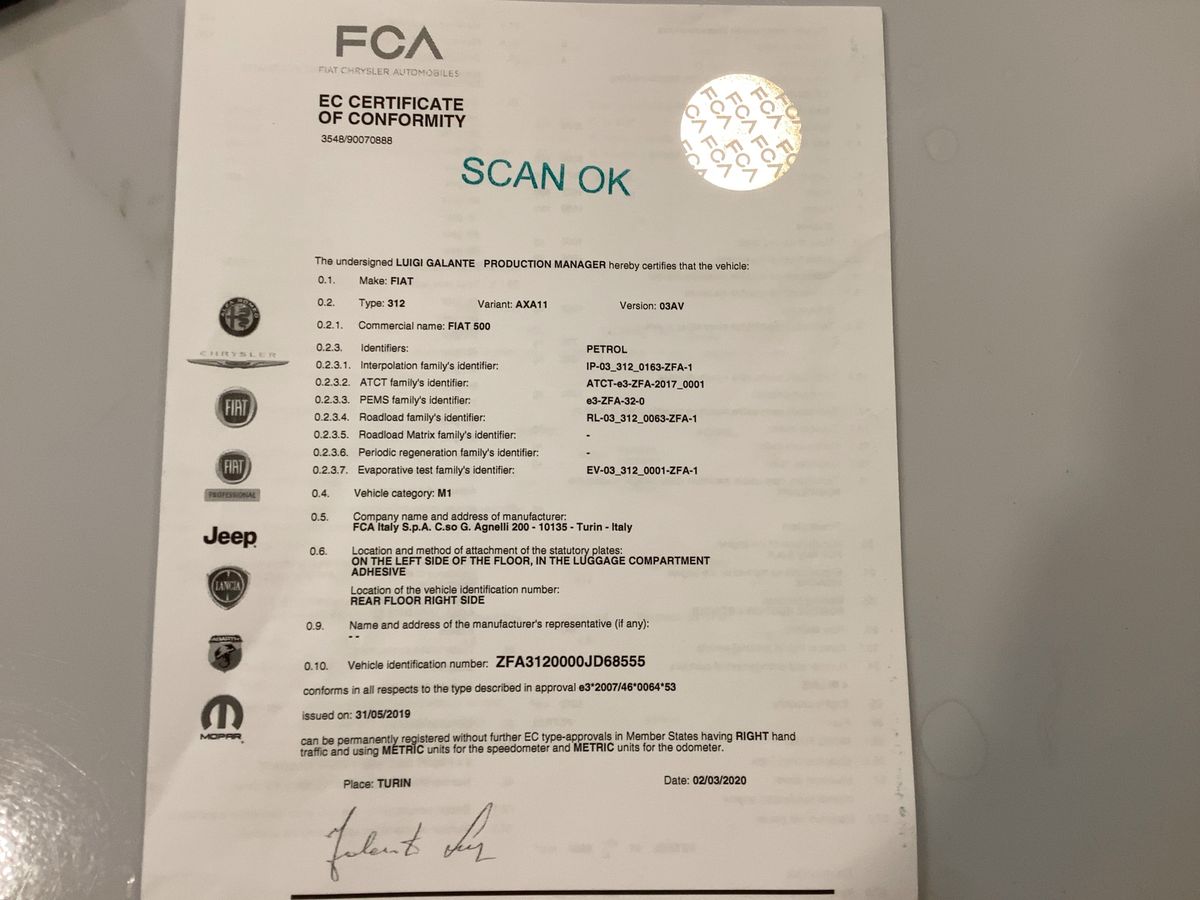 FCA
FIAT CHRYSLER AUTOMOBILES
EC CERTIFICATE
OF CONFORMITY
3548/90070888
SCAN OK
FCA FCA FCA
FCA FCA FCA
The undersigned LUIGI GALANTE PRODUCTION MANAGER hereby certifies that the vehicle:
0.1. Make: FIAT
0.2. Type: 312 Variant: AXA11 Version: 03AV
0.2.1. Commercial name: FIAT 500
0.2.3. Identifiers: PETROL
0.2.3.1. Interpolation family's identifier: IP-03_312_0163-ZFA-1
0.2.3.2. ATCT family's identifier: ATCT-e3-ZFA-2017_0001
0.2.3.3. PEMS family's identifier: e3-ZFA-32-0
0.2.3.4. Roadload family's identifier: RL-03_312_0063-ZFA-1
0.2.3.5. Roadload Matrix family's identifier: -
0.2.3.6. Periodic regeneration family's identifier: -
0.2.3.7. Evaporative test family's identifier: EV-03_312_0001-ZFA-1
0.4. Vehicle category: M1
0.5. Company name and address of manufacturer:
FCA Italy S.p.A. C.so G. Agnelli 200 - 10135 - Turin - Italy
0.6. Location and method of attachment of the statutory plates:
ON THE LEFT SIDE OF THE FLOOR, IN THE LUGGAGE COMPARTMENT
ADHESIVE
Location of the vehicle identification number:
REAR FLOOR RIGHT SIDE
0.9. Name and address of the manufacturer's representative (if any):
- -
0.10. Vehicle identification number: ZFA3120000JD68555
conforms in all respects to the type described in approval e3*2007/46*0064*53
issued on: 31/05/2019
can be permanently registered without further EC type-approvals in Member States having RIGHT hand
traffic and using METRIC units for the speedometer and METRIC units for the odometer.
Place: TURIN Date: 02/03/2020
ALFA ROMEO
CHRYSLER
FIAT
FIAT
PROFESSIONAL
Jeep
LANCIA
ABARTH
MOPAR